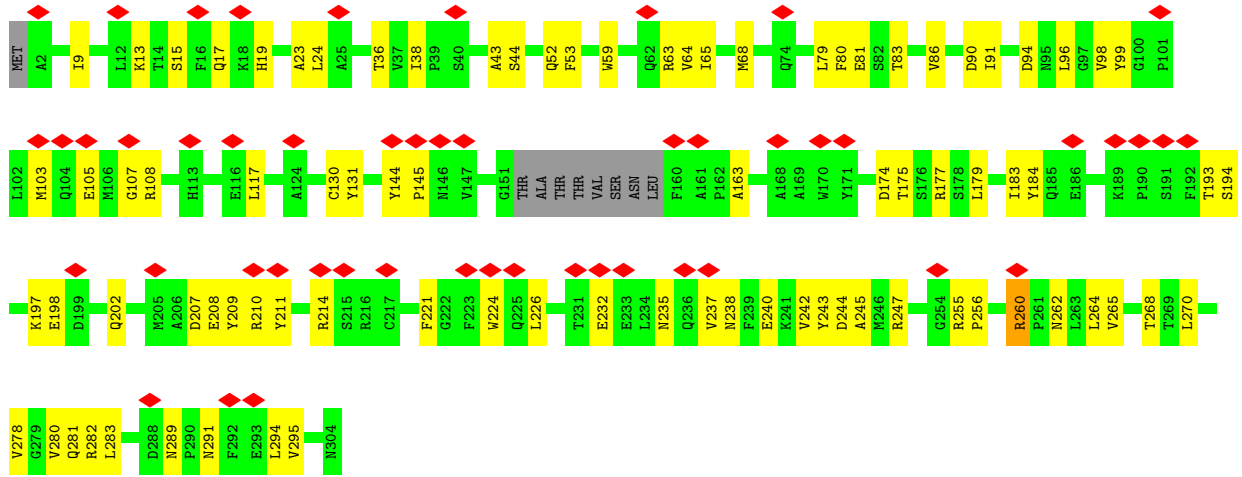 MET A2 I9 L12 K13 T14 S15 F16 Q17 K18 H19 A23 L24 A25 T36 V37 I38 P39 S40 A43 S44 Q52 F53 W59 Q62 R63 V64 I65 M68 Q74 L79 F80 E81 S82 T83 V86 D90 I91 D94 N95 L96 G97 V98 Y99 G100 P101
L102 M103 Q104 E105 M106 G107 R108 H113 E116 L117 A124 C130 Y131 Y144 P145 N146 V147 G151 THR ALA THR THR VAL SER ASN LEU F160 A161 P162 A163 A168 A169 W170 Y171 D174 T175 S176 R177 S178 L179 I183 Y184 Q185 E186 K189 P190 S191 F192 T193 S194
K197 E198 D199 Q202 M205 A206 D207 E208 Y209 R210 Y211 R214 S215 R216 C217 F221 G222 F223 W224 Q225 L226 T231 E232 E233 L234 N235 Q236 V237 N238 F239 E240 K241 V242 Y243 D244 A245 M246 R247 G254 R255 P256 R260 P261 N262 L263 L264 V265 T268 T269 L270
V278 G279 V280 Q281 R282 L283 D288 N289 P290 N291 F292 E293 L294 V295 N304